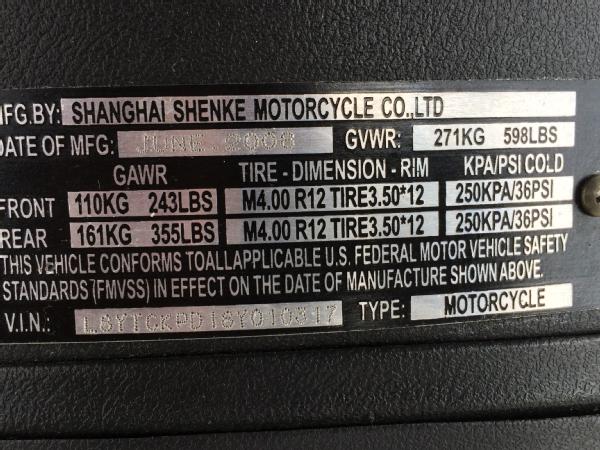 MFG.BY: SHANGHAI SHENKE MOTORCYCLE CO.,LTD
DATE OF MFG: JUNE.2008 GVWR: 271KG 598LBS
GAWR TIRE - DIMENSION - RIM KPA/PSI COLD
FRONT 110KG 243LBS M4.00 R12 TIRE3.50*12 250KPA/36PSI
REAR 161KG 355LBS M4.00 R12 TIRE3.50*12 250KPA/36PSI
THIS VEHICLE CONFORMS TOALLAPPLICABLE U.S. FEDERAL MOTOR VEHICLE SAFETY
STANDARDS (FMVSS) IN EFFECT ON THE DATE OF MANUFACTURE SHOWN ABOVE.
V.I.N.: L8YTCKPD18Y010317 TYPE: MOTORCYCLE